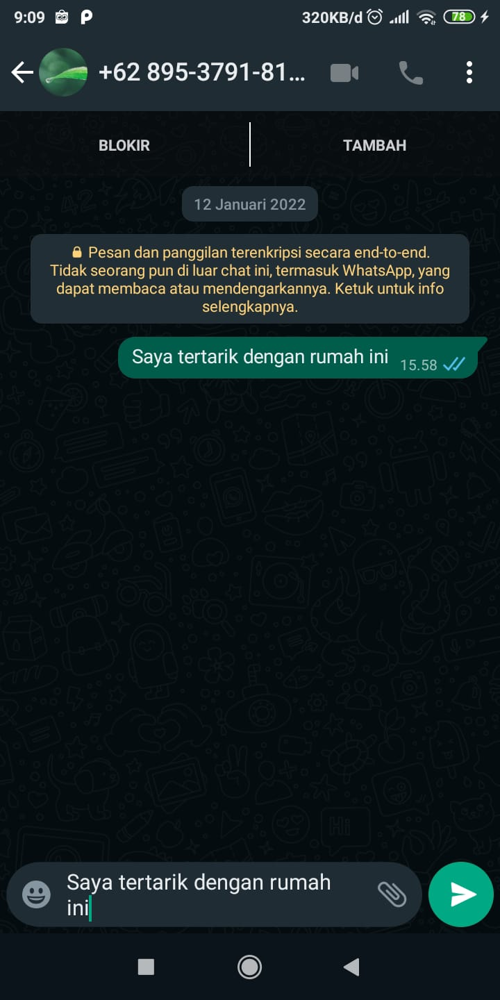 9:09 P 320KB/d 78
+62 895-3791-81...
BLOKIR TAMBAH
12 Januari 2022
Pesan dan panggilan terenkripsi secara end-to-end.
Tidak seorang pun di luar chat ini, termasuk WhatsApp, yang
dapat membaca atau mendengarkannya. Ketuk untuk info
selengkapnya.
Saya tertarik dengan rumah ini 15.58
Saya tertarik dengan rumah
ini